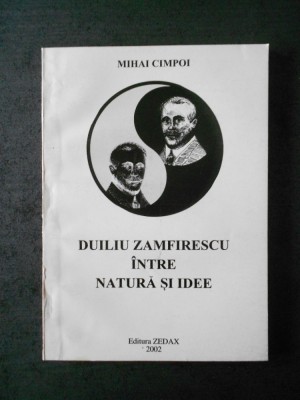 MIHAI CIMPOI
DUILIU ZAMFIRESCU
ÎNTRE
NATURĂ ȘI IDEE
Editura ZEDAX
2002